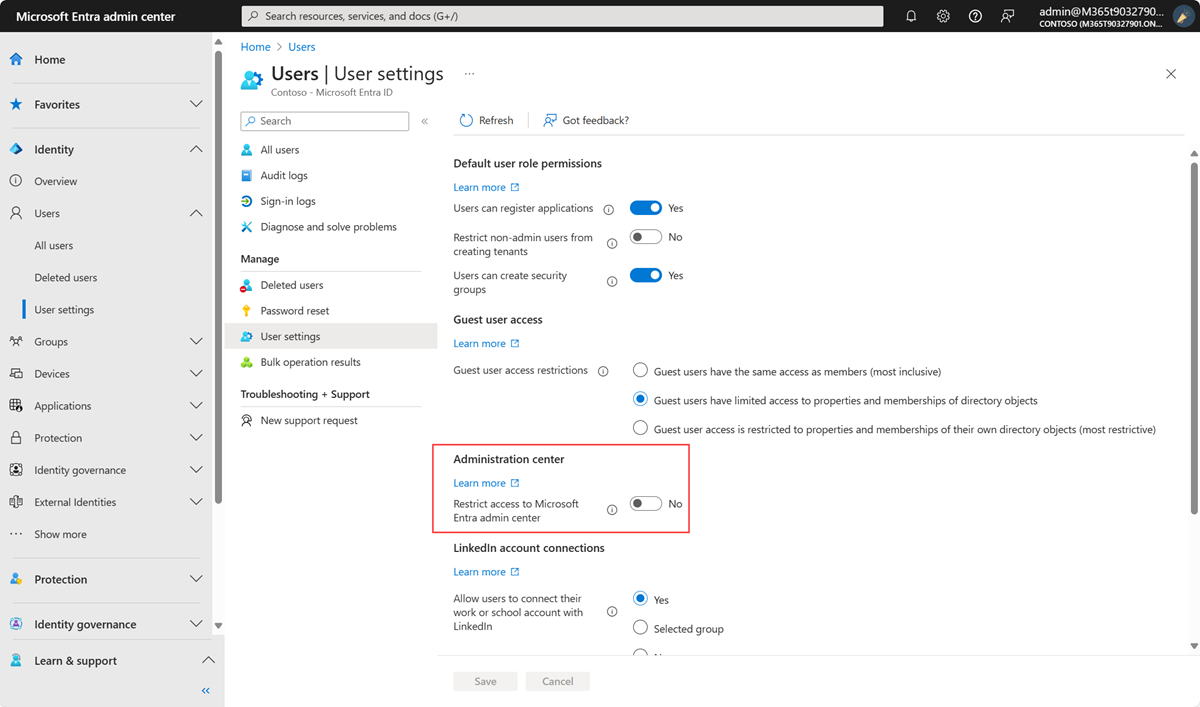 Microsoft Entra admin center
Search resources, services, and docs (G+/)
admin@M365T9032790...
CONTOSO (M365T90327901.ON...
Home
Favorites
Identity
Overview
Users
All users
Deleted users
User settings
Groups
Devices
Applications
Protection
Identity governance
External Identities
Show more
Protection
Identity governance
Learn & support
Home > Users
Users | User settings
Contoso - Microsoft Entra ID
Search
All users
Audit logs
Sign-in logs
Diagnose and solve problems
Manage
Deleted users
Password reset
User settings
Bulk operation results
Troubleshooting + Support
New support request
Refresh
Got feedback?
Default user role permissions
Learn more
Users can register applications
Yes
Restrict non-admin users from
creating tenants
No
Users can create security
groups
Yes
Guest user access
Learn more
Guest user access restrictions
Guest users have the same access as members (most inclusive)
Guest users have limited access to properties and memberships of directory objects
Guest user access is restricted to properties and memberships of their own directory objects (most restrictive)
Administration center
Learn more
Restrict access to Microsoft
Entra admin center
No
LinkedIn account connections
Learn more
Allow users to connect their
work or school account with
LinkedIn
Yes
Selected group
Save
Cancel